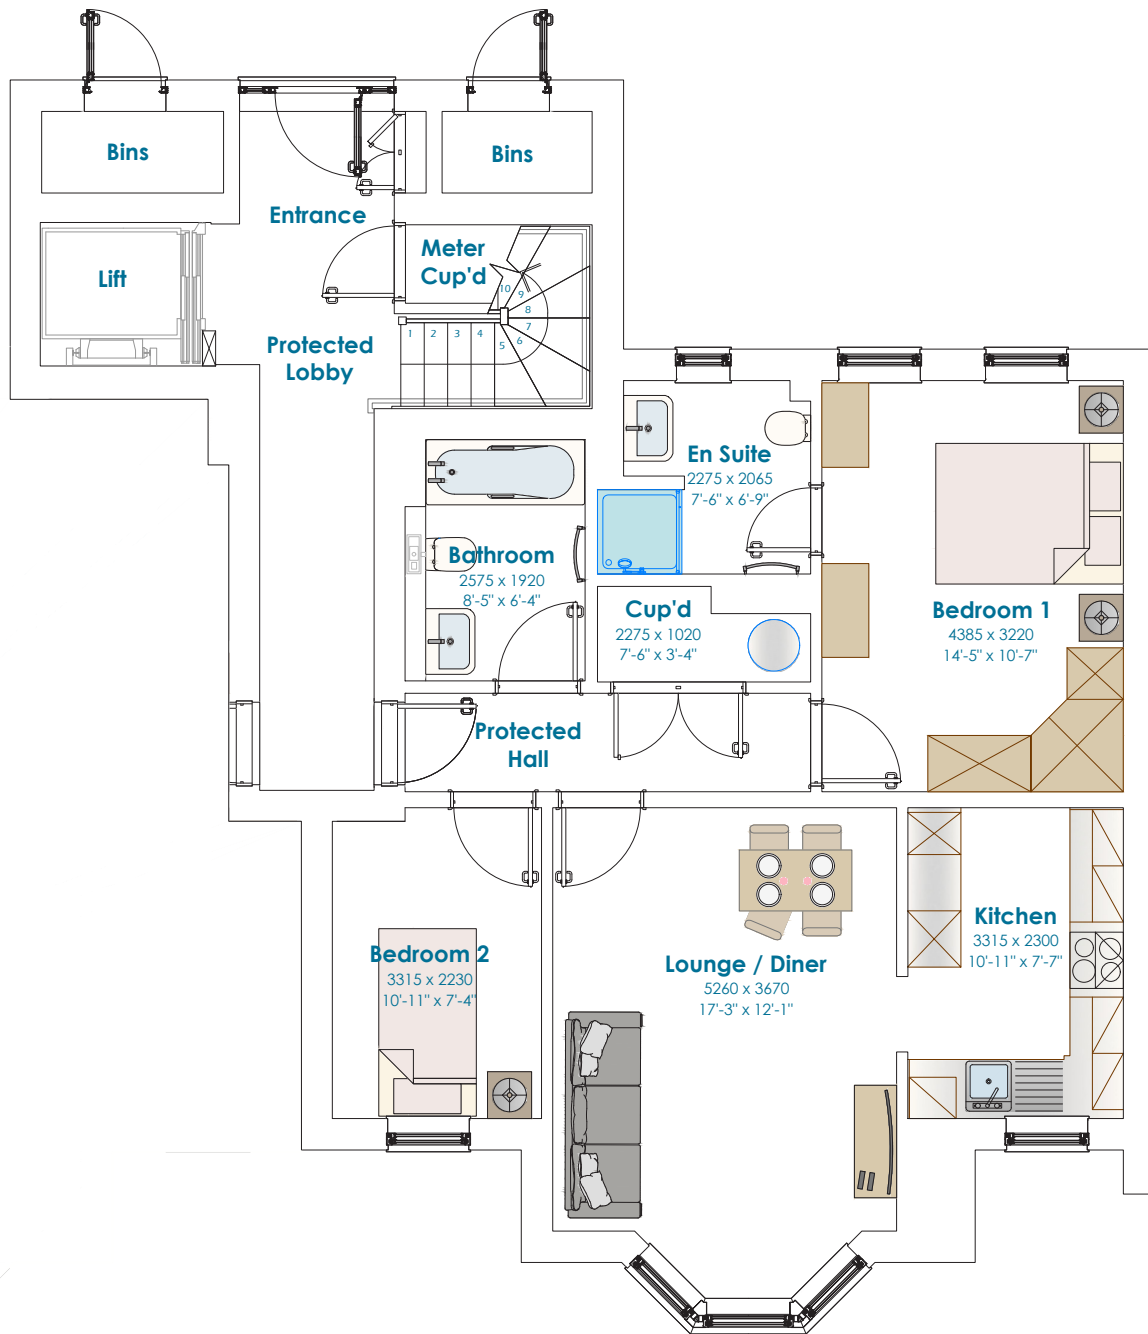 Bins
Bins
Entrance
Lift
Meter
Cup'd
Protected
Lobby
1
2
3
4
5
6
7
8
9
10
En Suite
2275 x 2065
7'-6" x 6'-9"
Bathroom
2575 x 1920
8'-5" x 6'-4"
Cup'd
2275 x 1020
7'-6" x 3'-4"
Bedroom 1
4385 x 3220
14'-5" x 10'-7"
Protected
Hall
Bedroom 2
3315 x 2230
10'-11" x 7'-4"
Lounge / Diner
5260 x 3670
17'-3" x 12'-1"
Kitchen
3315 x 2300
10'-11" x 7'-7"